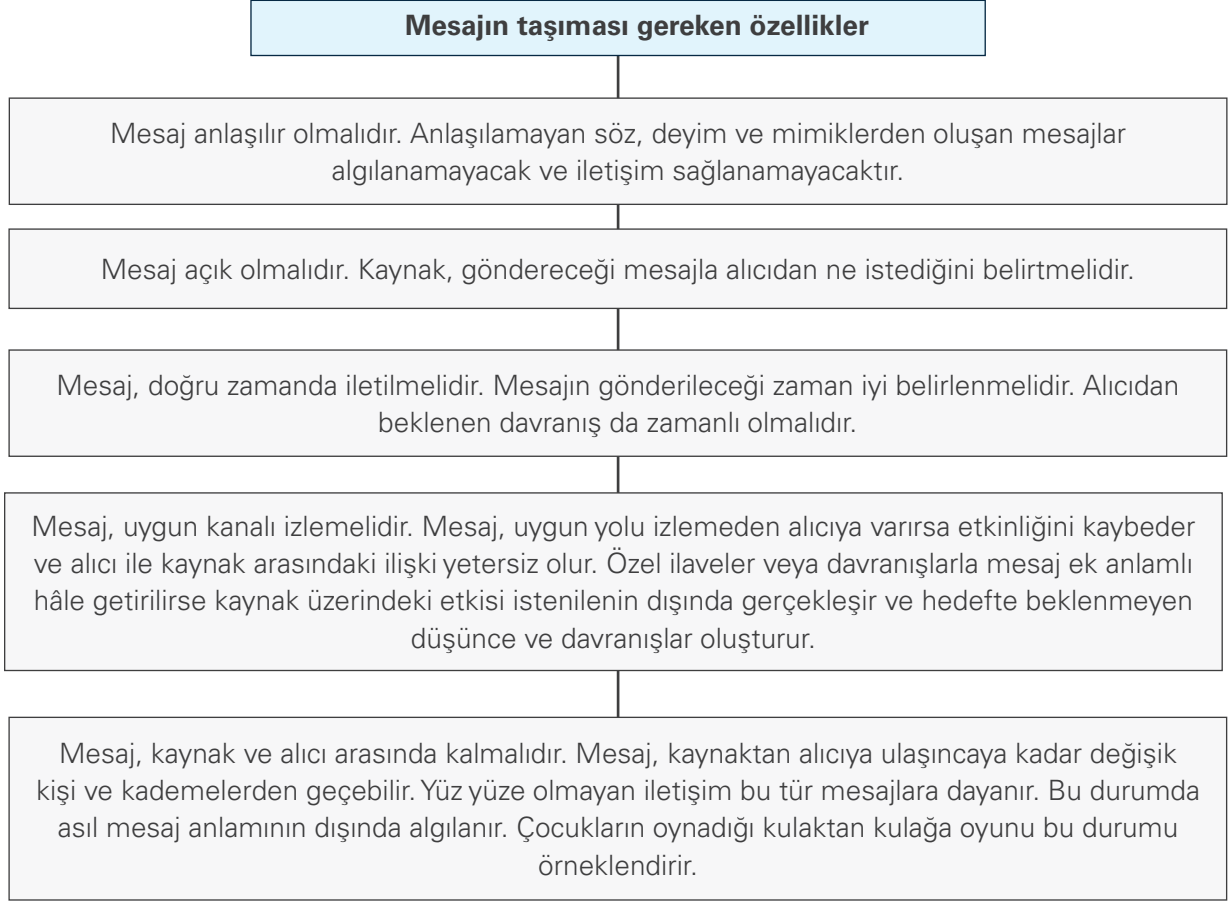 Mesajın taşıması gereken özellikler
Mesaj anlaşılır olmalıdır. Anlaşılamayan söz, deyim ve mimiklerden oluşan mesajlar
algılanamayacak ve iletişim sağlanamayacaktır.
Mesaj açık olmalıdır. Kaynak, göndereceği mesajla alıcıdan ne istediğini belirtmelidir.
Mesaj, doğru zamanda iletilmelidir. Mesajın gönderileceği zaman iyi belirlenmelidir. Alıcıdan
beklenen davranış da zamanlı olmalıdır.
Mesaj, uygun kanalı izlemelidir. Mesaj, uygun yolu izlemeden alıcıya varırsa etkinliğini kaybeder
ve alıcı ile kaynak arasındaki ilişki yetersiz olur. Özel ilaveler veya davranışlarla mesaj ek anlamlı
hâle getirilirse kaynak üzerindeki etkisi istenilenin dışında gerçekleşir ve hedefte beklenmeyen
düşünce ve davranışlar oluşturur.
Mesaj, kaynak ve alıcı arasında kalmalıdır. Mesaj, kaynaktan alıcıya ulaşıncaya kadar değişik
kişi ve kademelerden geçebilir. Yüz yüze olmayan iletişim bu tür mesajlara dayanır. Bu durumda
asıl mesaj anlamının dışında algılanır. Çocukların oynadığı kulaktan kulağa oyunu bu durumu
örneklendirir.